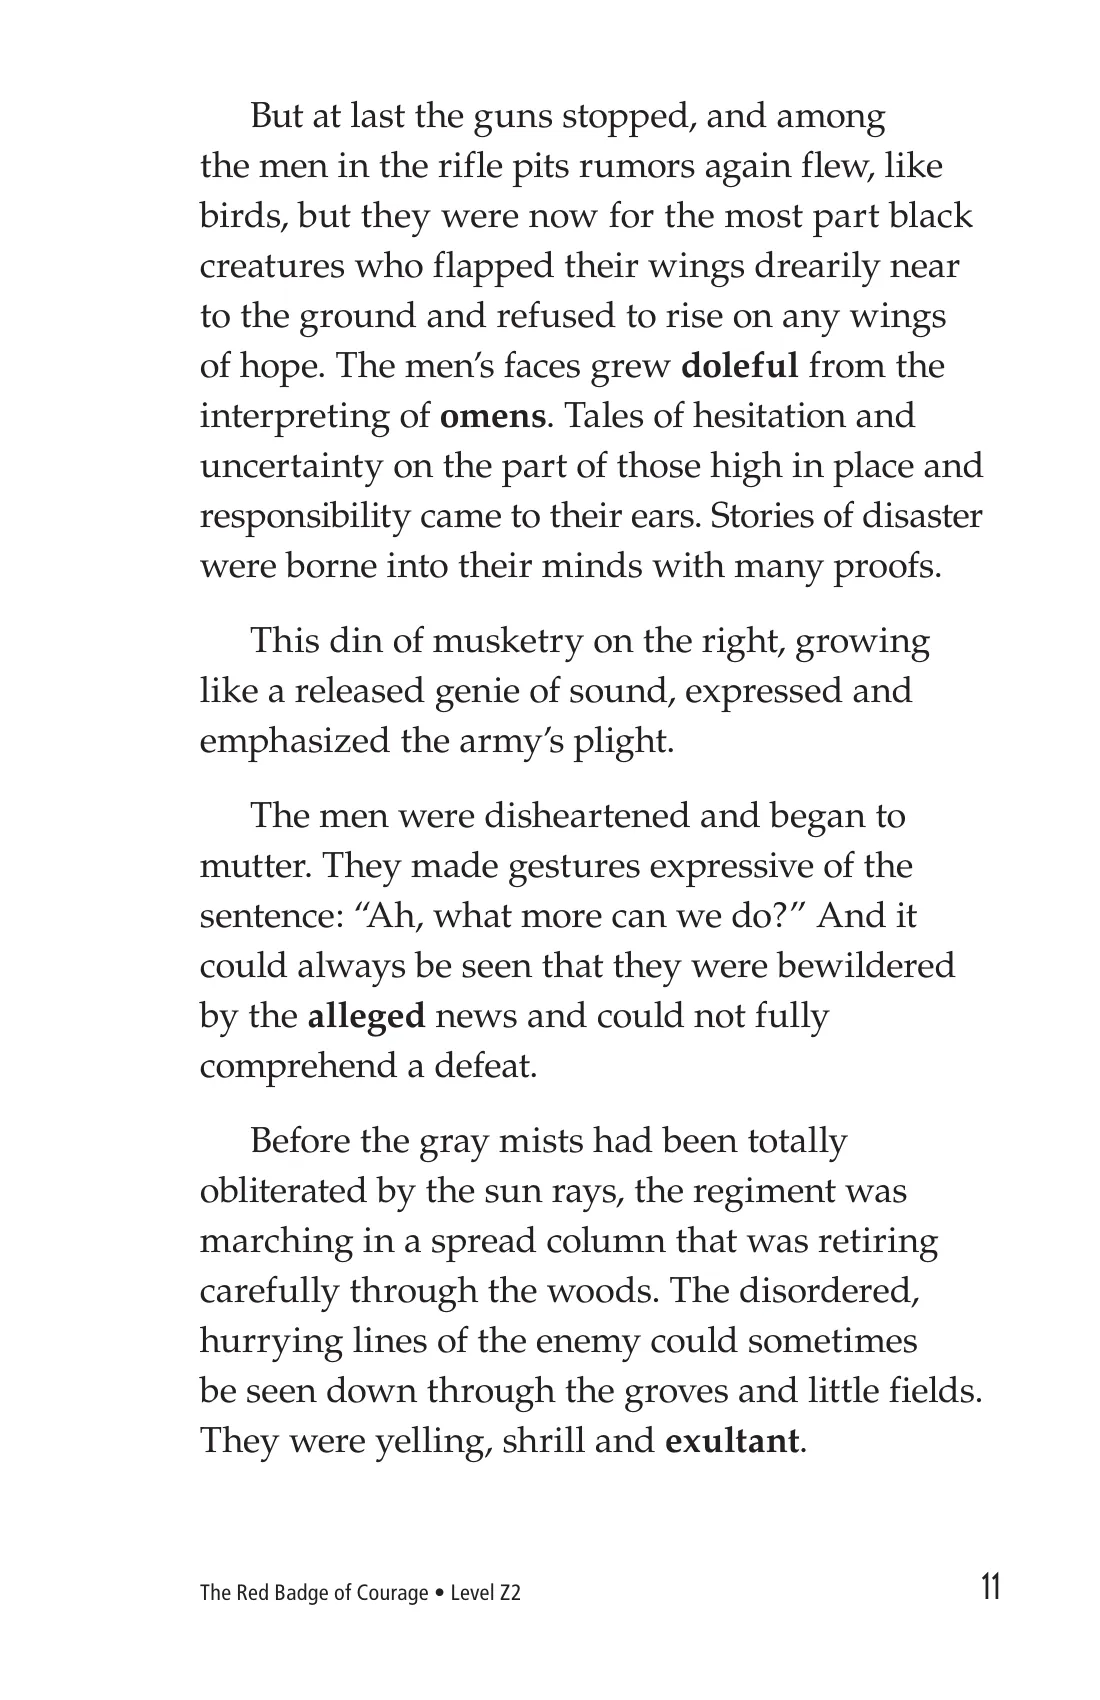 But at last the guns stopped, and among
the men in the rifle pits rumors again flew, like
birds, but they were now for the most part black
creatures who flapped their wings drearily near
to the ground and refused to rise on any wings
of hope. The men’s faces grew doleful from the
interpreting of omens. Tales of hesitation and
uncertainty on the part of those high in place and
responsibility came to their ears. Stories of disaster
were borne into their minds with many proofs.
This din of musketry on the right, growing
like a released genie of sound, expressed and
emphasized the army’s plight.
The men were disheartened and began to
mutter. They made gestures expressive of the
sentence: “Ah, what more can we do?” And it
could always be seen that they were bewildered
by the alleged news and could not fully
comprehend a defeat.
Before the gray mists had been totally
obliterated by the sun rays, the regiment was
marching in a spread column that was retiring
carefully through the woods. The disordered,
hurrying lines of the enemy could sometimes
be seen down through the groves and little fields.
They were yelling, shrill and exultant.
The Red Badge of Courage • Level Z2 11